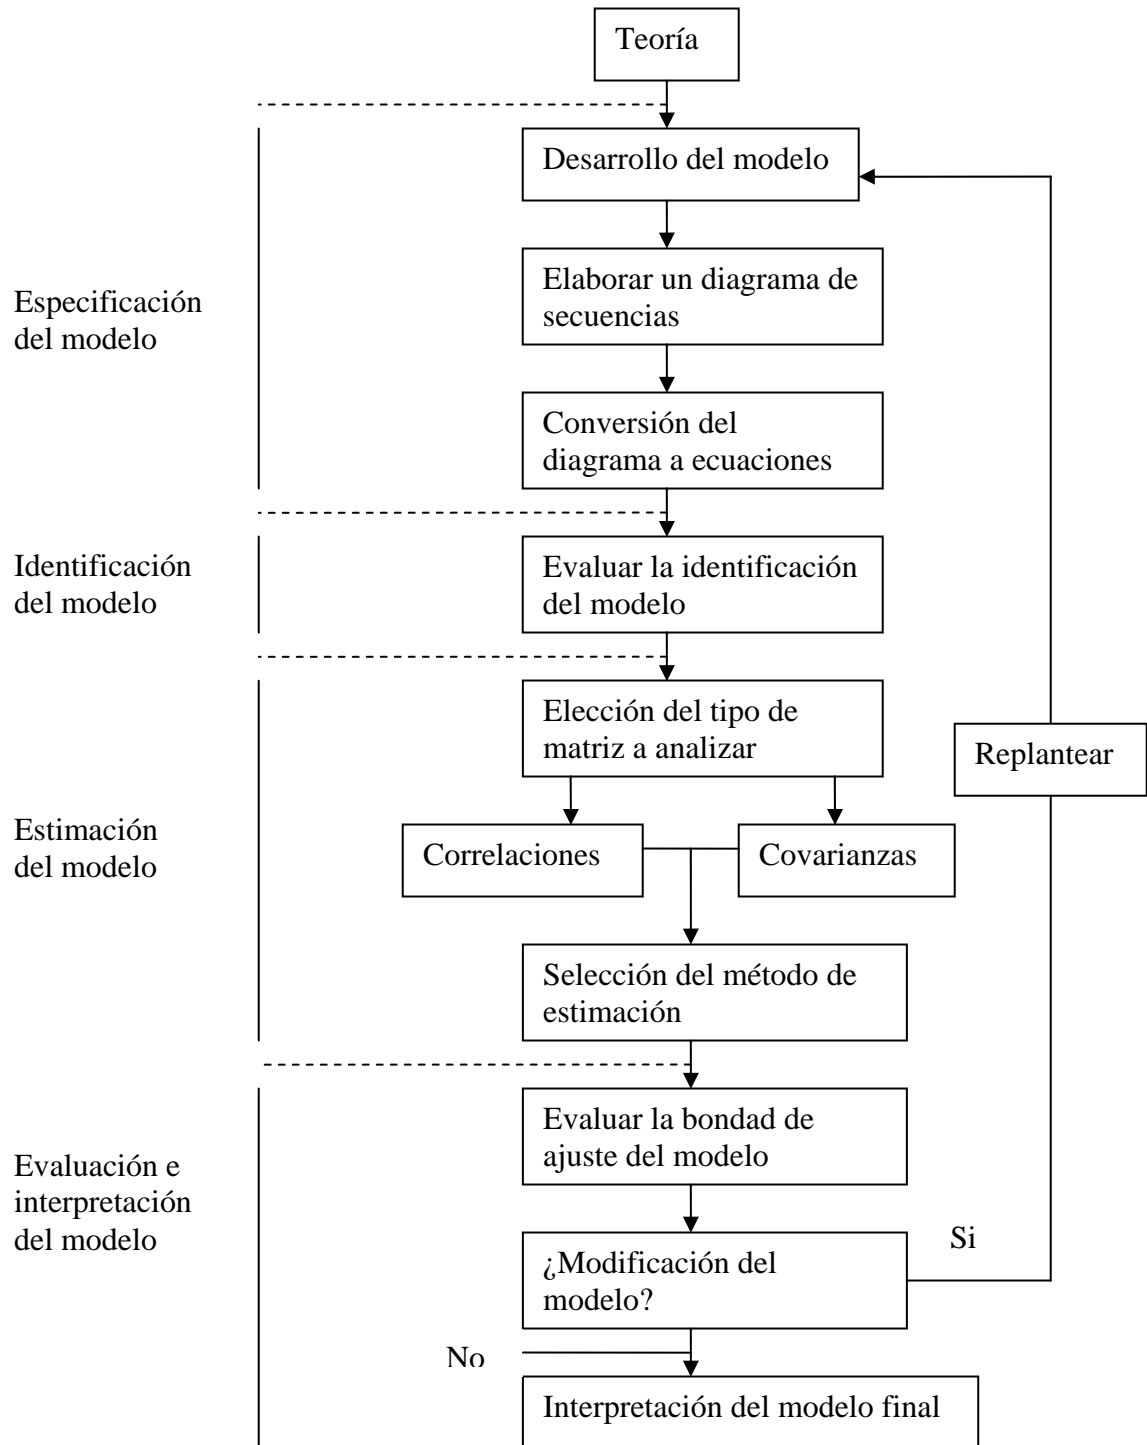 Teoría
Desarrollo del modelo
Elaborar un diagrama de
secuencias
Especificación
del modelo
Conversión del
diagrama a ecuaciones
Identificación
del modelo
Evaluar la identificación
del modelo
Elección del tipo de
matriz a analizar
Replantear
Estimación
del modelo
Correlaciones
Covarianzas
Selección del método de
estimación
Evaluar la bondad de
ajuste del modelo
Evaluación e
interpretación
del modelo
¿Modificación del
modelo?
Si
No
Interpretación del modelo final